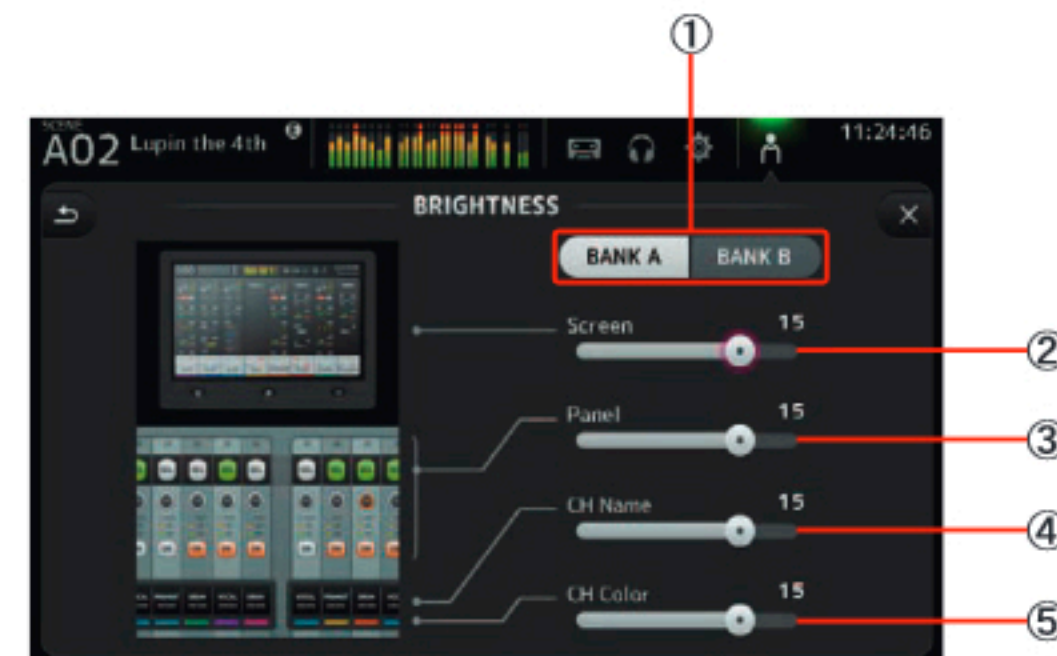 ①
SCENE
A02 Lupin the 4th E 11:24:46
BRIGHTNESS
BANK A BANK B
Screen 15
②
Panel 15
③
CH Name 15
④
CH Color 15
⑤